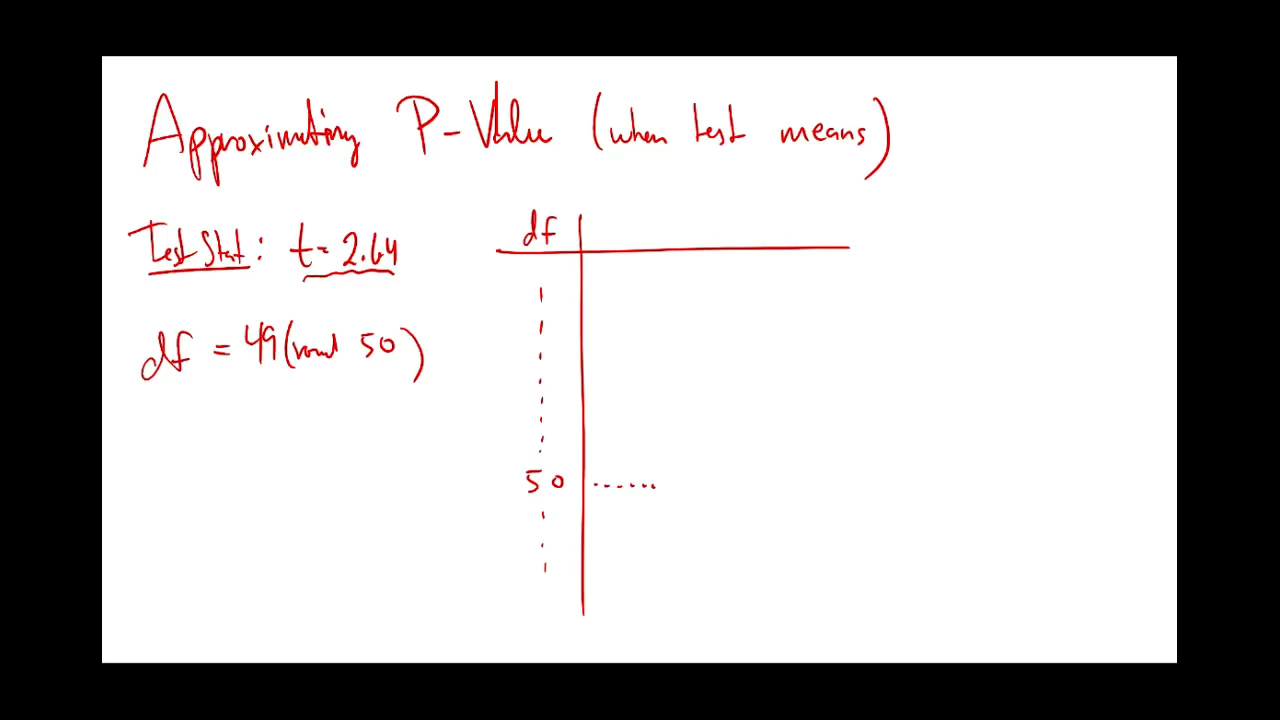 Approximating P-Value (when test means)
Test Stat: t = 2.64
df = 49 (round 50)
df
50 ......